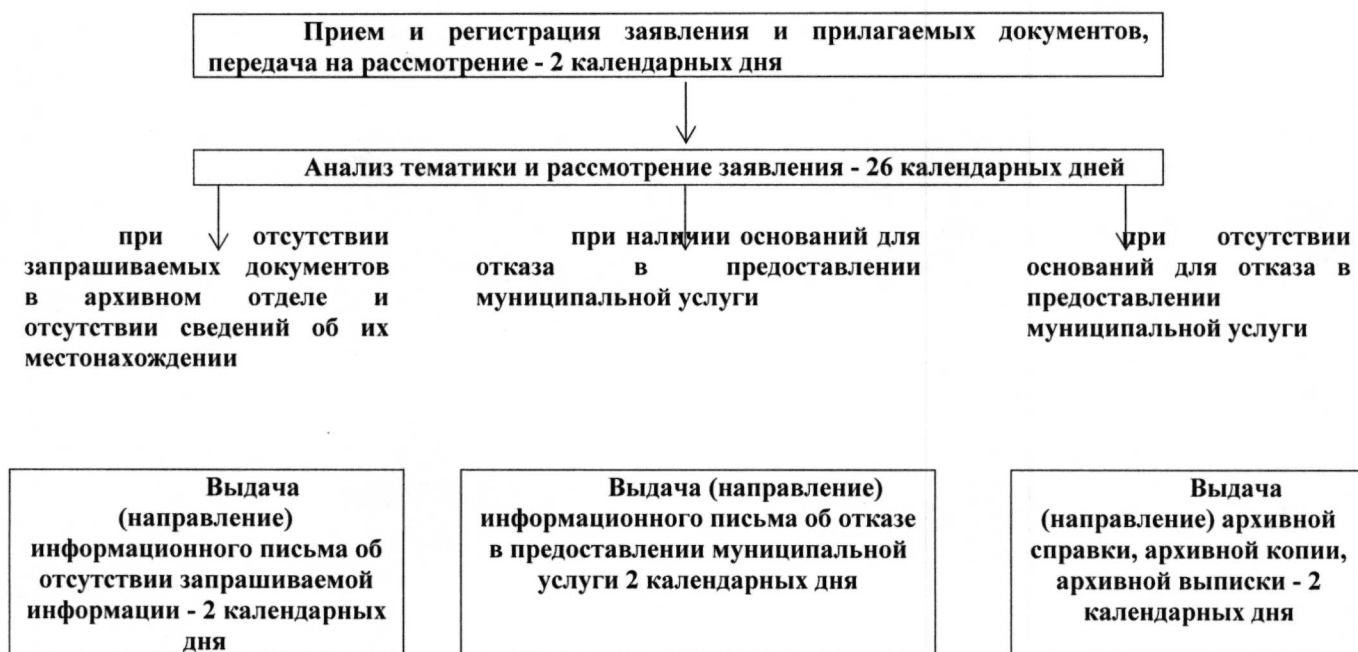 Прием и регистрация заявления и прилагаемых документов,
передача на рассмотрение - 2 календарных дня
Анализ тематики и рассмотрение заявления - 26 календарных дней
при отсутствии
запрашиваемых документов
в архивном отделе и
отсутствии сведений об их
местонахождении
при наличии оснований для
отказа в предоставлении
муниципальной услуги
при отсутствии
оснований для отказа в
предоставлении
муниципальной услуги
Выдача
(направление)
информационного письма об
отсутствии запрашиваемой
информации - 2 календарных
дня
Выдача (направление)
информационного письма об отказе
в предоставлении муниципальной
услуги 2 календарных дня
Выдача
(направление) архивной
справки, архивной копии,
архивной выписки - 2
календарных дня